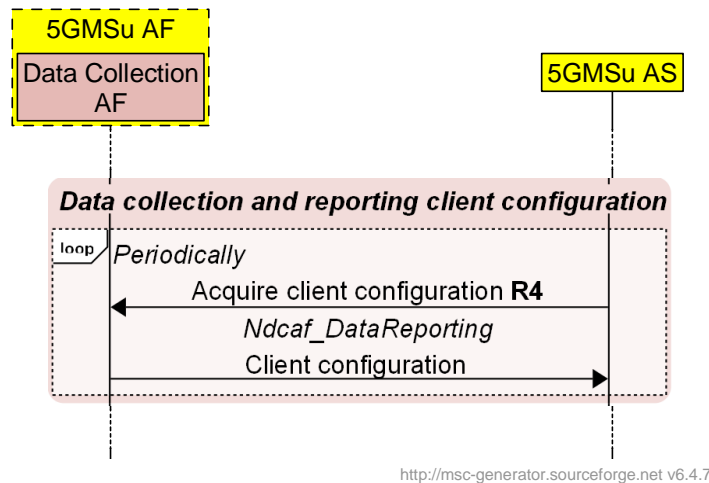 5GMSu AF
Data Collection
AF
5GMSu AS
Data collection and reporting client configuration
loop
Periodically
Acquire client configuration R4
Ndcaf_DataReporting
Client configuration
http://msc-generator.sourceforge.net v6.4.7